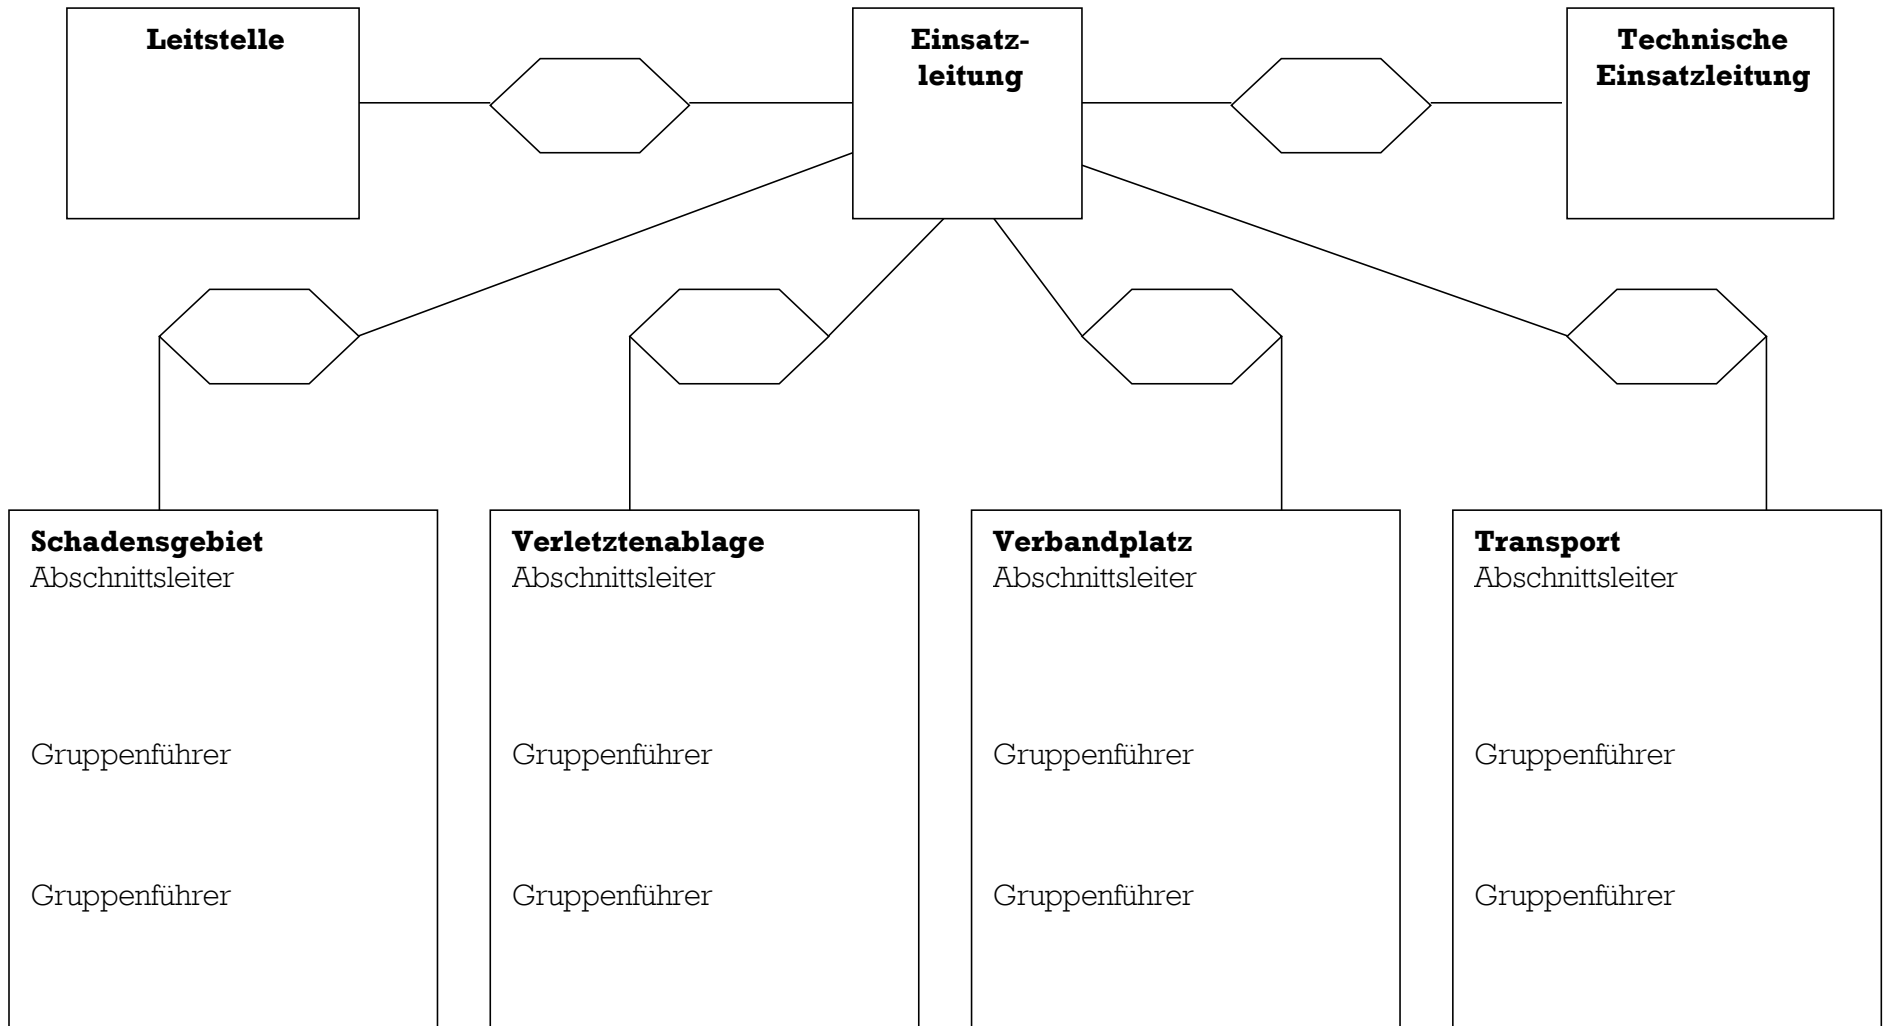 Leitstelle
Einsatz-
leitung
Technische
Einsatzleitung
Schadensgebiet
Abschnittsleiter
Gruppenführer
Gruppenführer
Verletztenablage
Abschnittsleiter
Gruppenführer
Gruppenführer
Verbandplatz
Abschnittsleiter
Gruppenführer
Gruppenführer
Transport
Abschnittsleiter
Gruppenführer
Gruppenführer